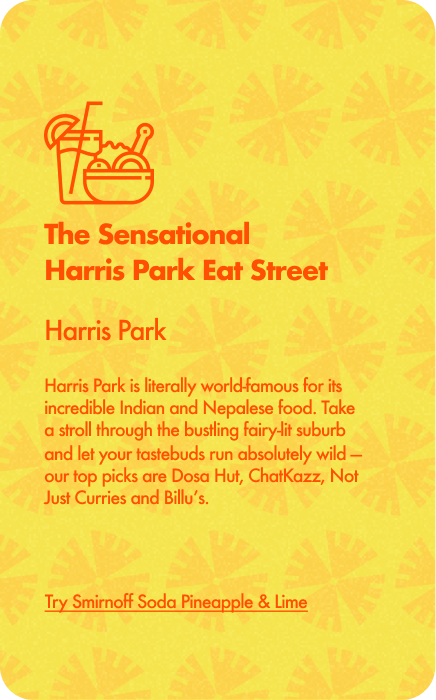 The Sensational
Harris Park Eat Street
Harris Park
Harris Park is literally world-famous for its
incredible Indian and Nepalese food. Take
a stroll through the bustling fairy-lit suburb
and let your tastebuds run absolutely wild —
our top picks are Dosa Hut, ChatKazz, Not
Just Curries and Billu’s.
Try Smirnoff Soda Pineapple & Lime